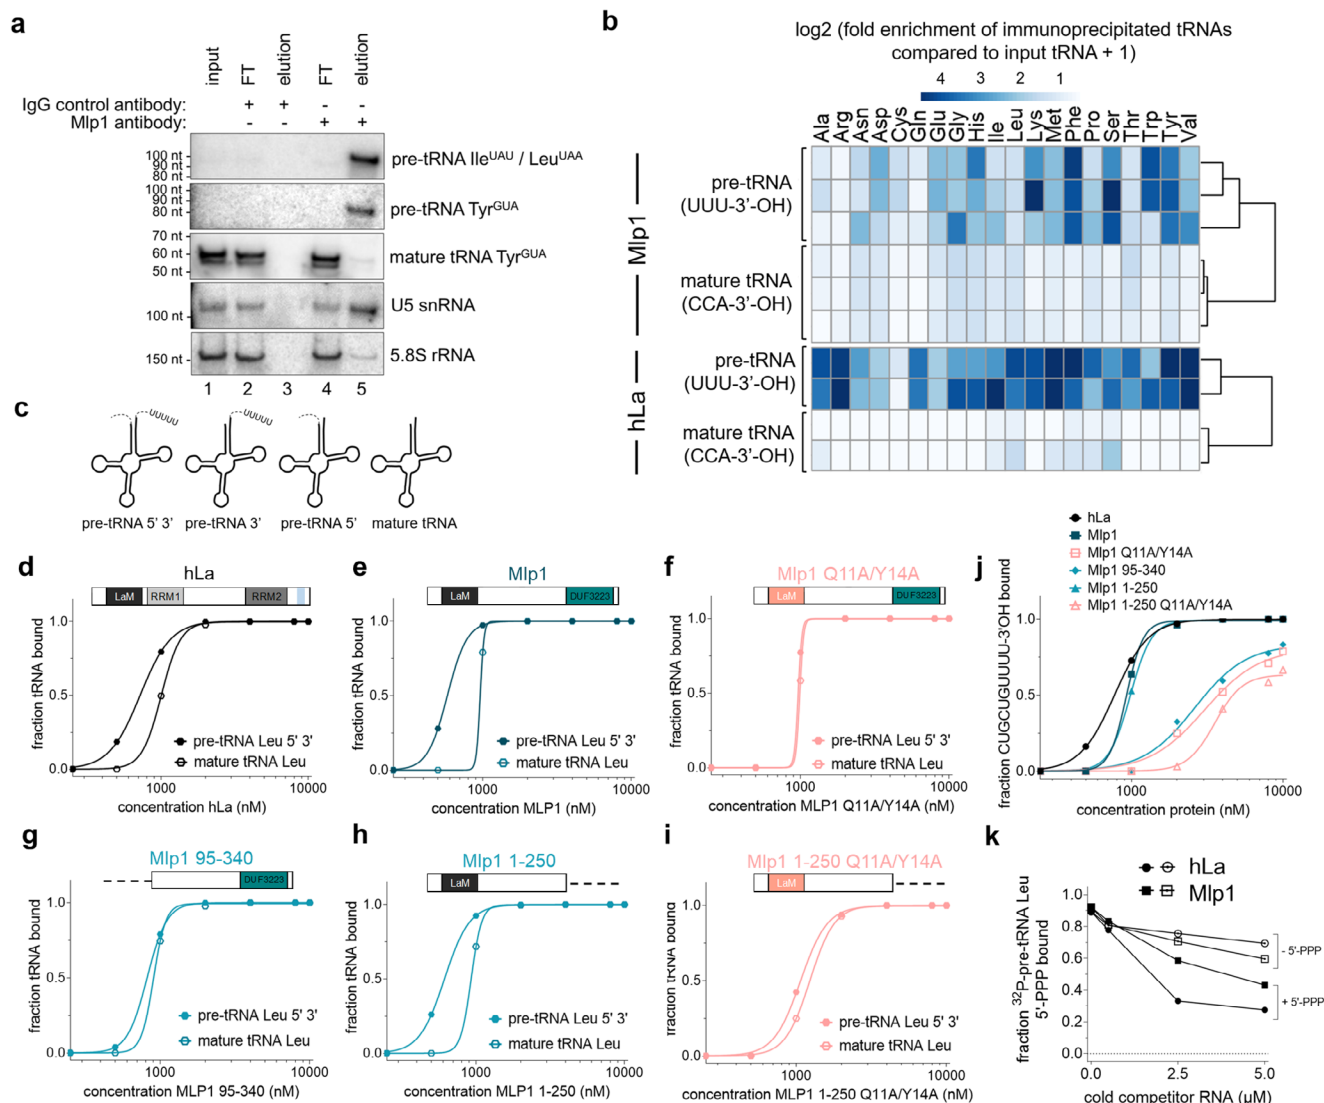 a
input
FT
elution
FT
elution
IgG control antibody: - + + - -
Mlp1 antibody: - - - + +
100 nt
90 nt
80 nt
pre-tRNA Ile^UAU / Leu^UAA
100 nt
90 nt
80 nt
pre-tRNA Tyr^GUA
70 nt
60 nt
50 nt
mature tRNA Tyr^GUA
100 nt
U5 snRNA
150 nt
5.8S rRNA
1 2 3 4 5
b
log2 (fold enrichment of immunoprecipitated tRNAs
compared to input tRNA + 1)
4 3 2 1
Ala Arg Asn Asp Cys Gln Glu Gly His Ile Leu Lys Met Phe Pro Ser Thr Trp Tyr Val
Mlp1
pre-tRNA
(UUU-3'-OH)
mature tRNA
(CCA-3'-OH)
hLa
pre-tRNA
(UUU-3'-OH)
mature tRNA
(CCA-3'-OH)
c
UUUUU
UUUUU
pre-tRNA 5' 3'
pre-tRNA 3'
pre-tRNA 5'
mature tRNA
d
hLa
LaM RRM1 RRM2
fraction tRNA bound
1.0
0.5
0.0
pre-tRNA Leu 5' 3'
mature tRNA Leu
1000 10000
concentration hLa (nM)
e
Mlp1
LaM DUF3223
fraction tRNA bound
1.0
0.5
0.0
pre-tRNA Leu 5' 3'
mature tRNA Leu
1000 10000
concentration MLP1 (nM)
f
Mlp1 Q11A/Y14A
LaM DUF3223
fraction tRNA bound
1.0
0.5
0.0
pre-tRNA Leu 5' 3'
mature tRNA Leu
1000 10000
concentration MLP1 Q11A/Y14A (nM)
j
hLa
Mlp1
Mlp1 Q11A/Y14A
Mlp1 95-340
Mlp1 1-250
Mlp1 1-250 Q11A/Y14A
fraction CUGCUGUUUU-3'OH bound
1.0
0.5
0.0
1000 10000
concentration protein (nM)
g
Mlp1 95-340
DUF3223
fraction tRNA bound
1.0
0.5
0.0
pre-tRNA Leu 5' 3'
mature tRNA Leu
1000 10000
concentration MLP1 95-340 (nM)
h
Mlp1 1-250
LaM
fraction tRNA bound
1.0
0.5
0.0
pre-tRNA Leu 5' 3'
mature tRNA Leu
1000 10000
concentration MLP1 1-250 (nM)
i
Mlp1 1-250 Q11A/Y14A
LaM
fraction tRNA bound
1.0
0.5
0.0
pre-tRNA Leu 5' 3'
mature tRNA Leu
1000 10000
concentration MLP1 1-250 Q11A/Y14A (nM)
k
hLa
Mlp1
fraction ³²P-pre-tRNA Leu
5'-PPP bound
1.0
0.8
0.6
0.4
0.2
0.0
- 5'-PPP
+ 5'-PPP
0.0 2.5 5.0
cold competitor RNA (µM)